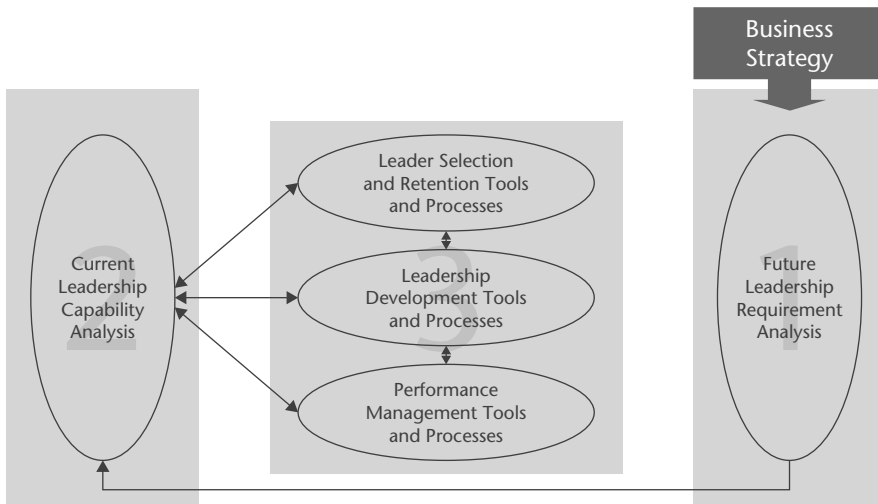 Business
Strategy
2
Current
Leadership
Capability
Analysis
3
Leader Selection
and Retention Tools
and Processes
Leadership
Development Tools
and Processes
Performance
Management Tools
and Processes
1
Future
Leadership
Requirement
Analysis